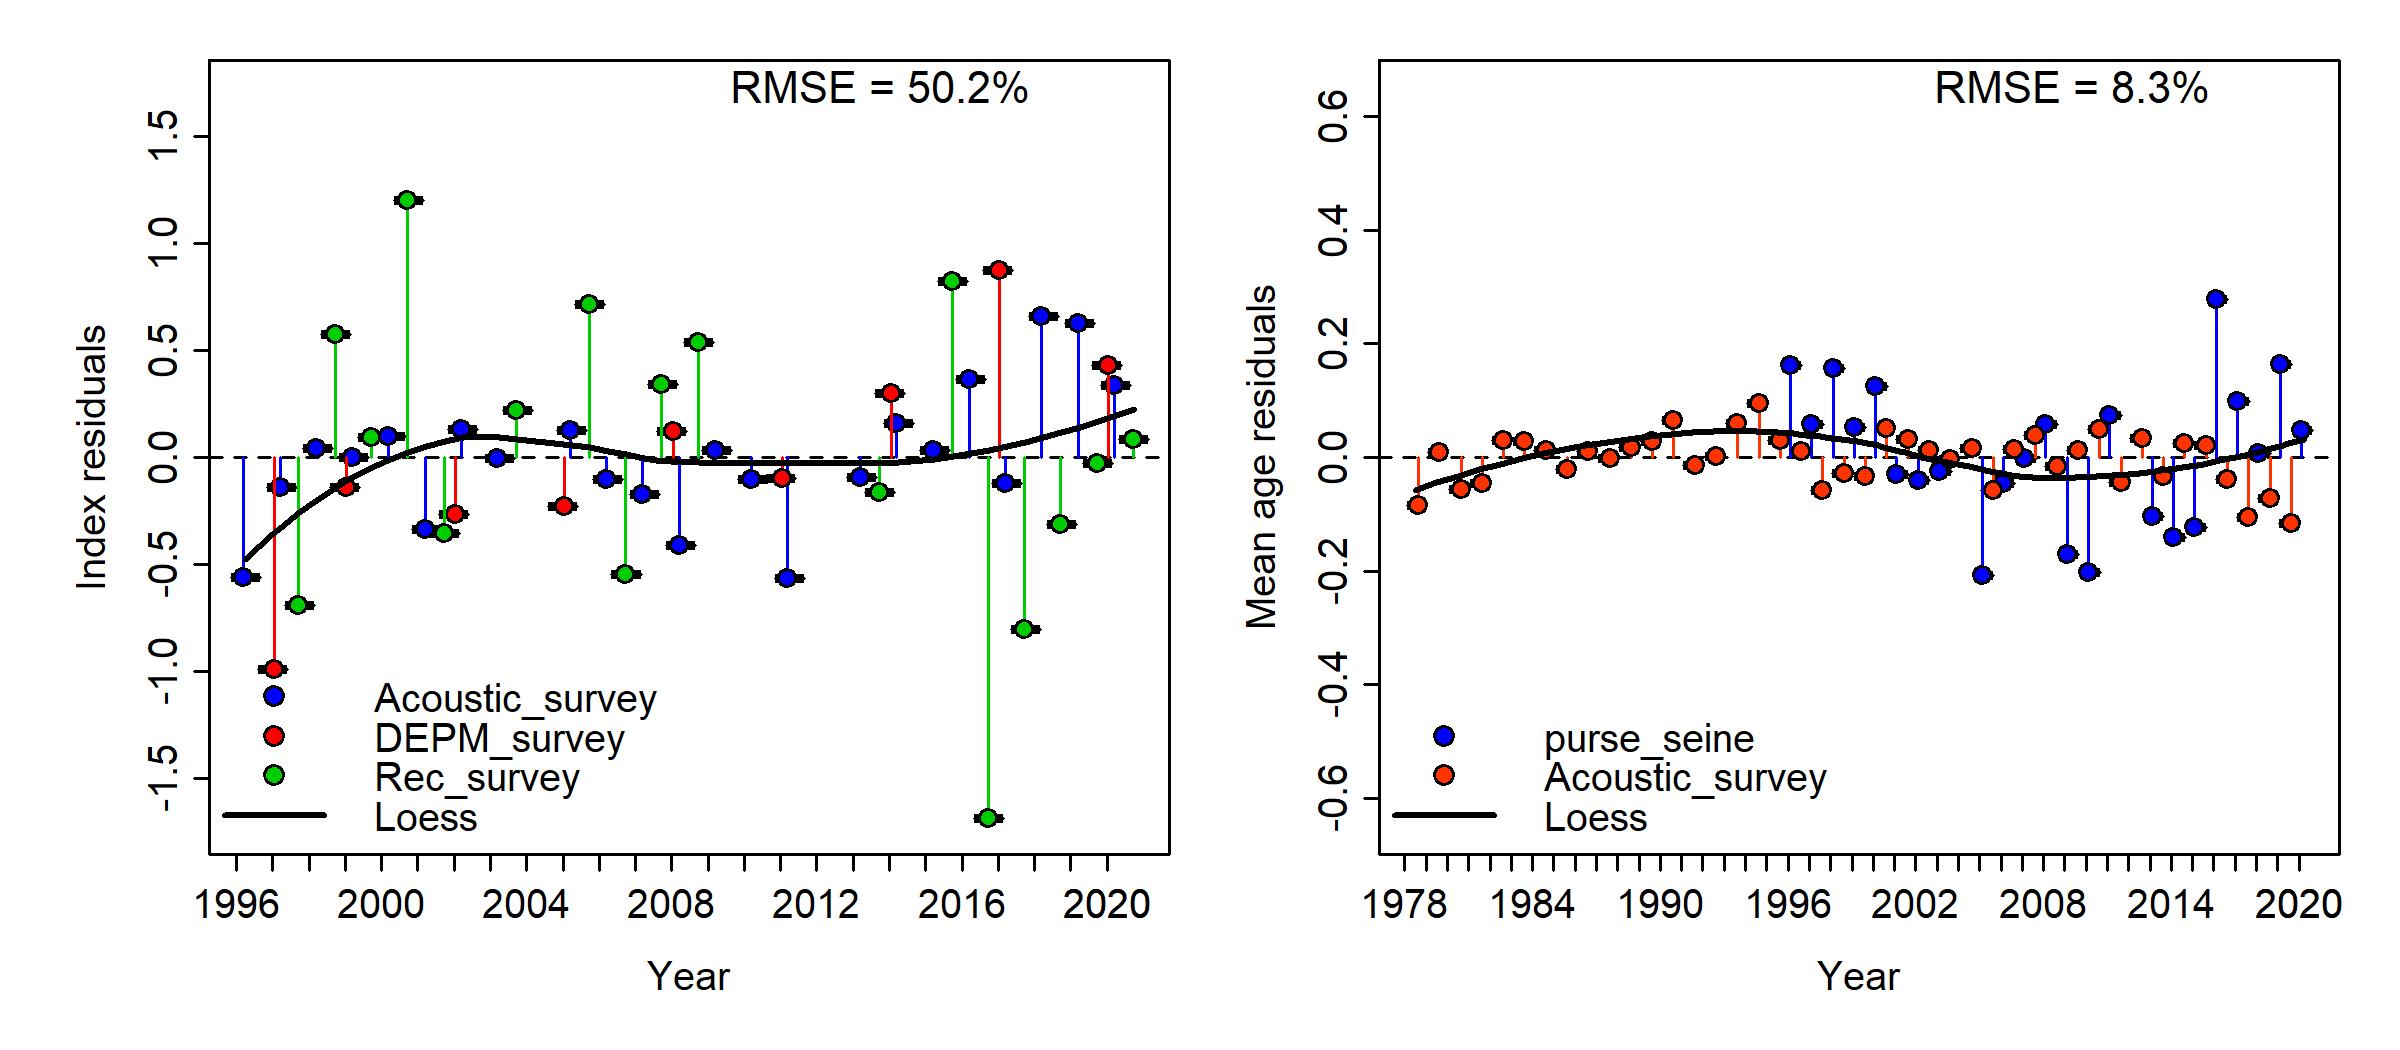 RMSE = 50.2%
Index residuals
1.5
1.0
0.5
0.0
-0.5
-1.0
-1.5
Acoustic_survey
DEPM_survey
Rec_survey
Loess
1996 2000 2004 2008 2012 2016 2020
Year
RMSE = 8.3%
Mean age residuals
0.6
0.4
0.2
0.0
-0.2
-0.4
-0.6
purse_seine
Acoustic_survey
Loess
1978 1984 1990 1996 2002 2008 2014 2020
Year